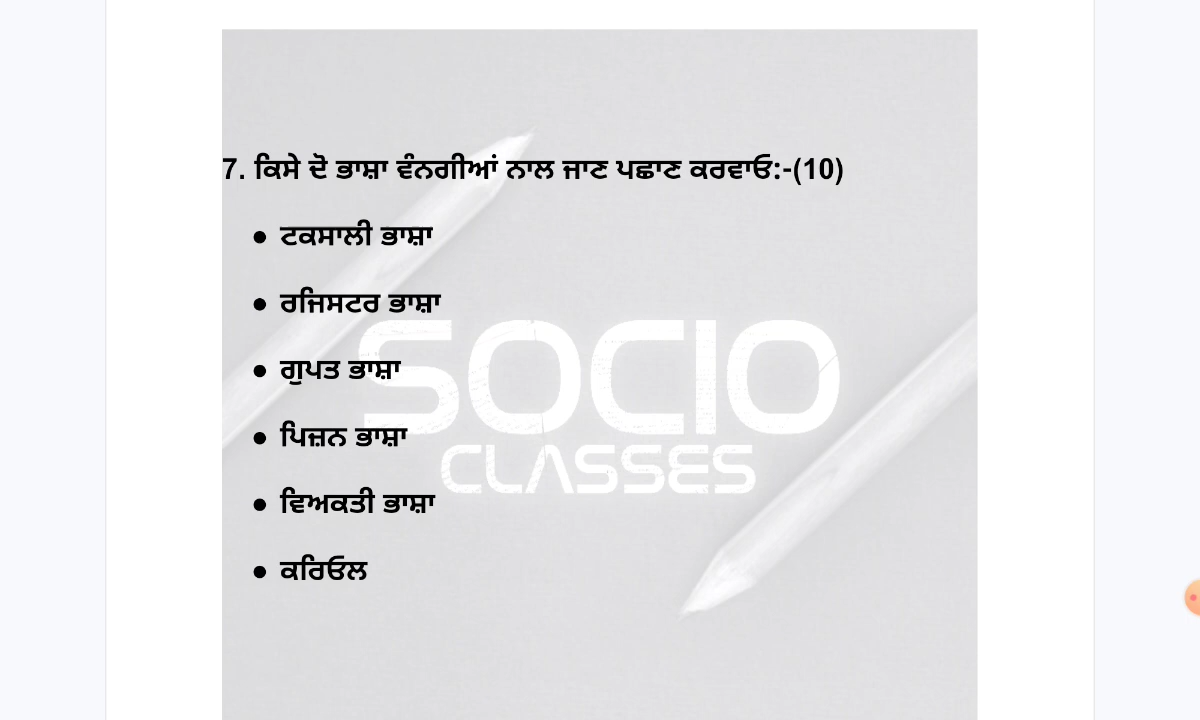 7. ਕਿਸੇ ਦੋ ਭਾਸ਼ਾ ਵੰਨਗੀਆਂ ਨਾਲ ਜਾਣ ਪਛਾਣ ਕਰਵਾਓ:-(10)
● ਟਕਸਾਲੀ ਭਾਸ਼ਾ
● ਰਜਿਸਟਰ ਭਾਸ਼ਾ
● ਗੁਪਤ ਭਾਸ਼ਾ
● ਪਿਜ਼ਨ ਭਾਸ਼ਾ
● ਵਿਅਕਤੀ ਭਾਸ਼ਾ
● ਕਰਿਓਲ
SOCIO
CLASSES